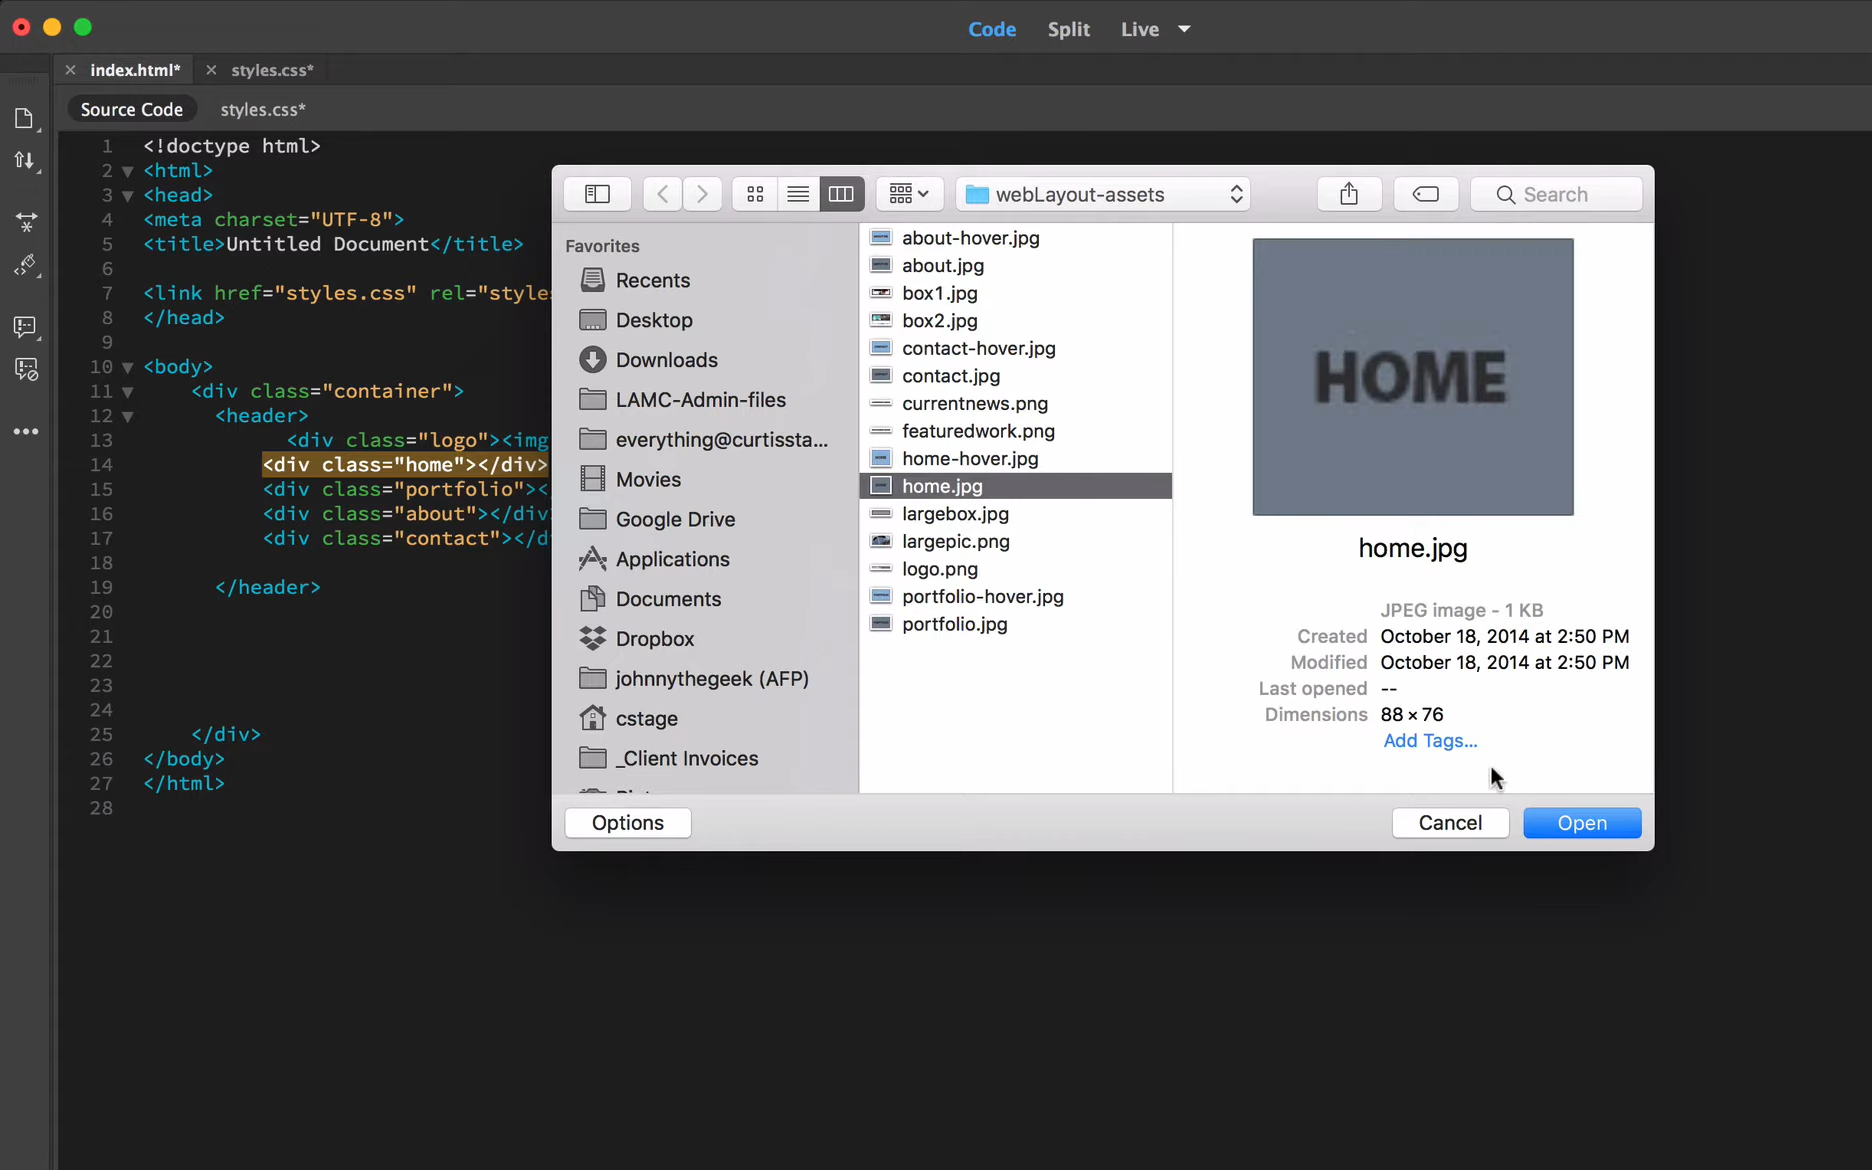 Code Split Live
index.html* styles.css*
Source Code styles.css*
1 <!doctype html>
2 <html>
3 <head>
4 <meta charset="UTF-8">
5 <title>Untitled Document</title>
6
7 <link href="styles.css" rel="styles
8 </head>
9
10 <body>
11 <div class="container">
12 <header>
13 <div class="logo"><img
14 <div class="home"></div>
15 <div class="portfolio"><
16 <div class="about"></div
17 <div class="contact"></d
18
19 </header>
20
21
22
23
24
25 </div>
26 </body>
27 </html>
28
webLayout-assets
Search
Favorites
Recents
Desktop
Downloads
LAMC-Admin-files
everything@curtissta...
Movies
Google Drive
Applications
Documents
Dropbox
johnnythegeek (AFP)
cstage
_Client Invoices
about-hover.jpg
about.jpg
box1.jpg
box2.jpg
contact-hover.jpg
contact.jpg
currentnews.png
featuredwork.png
home-hover.jpg
home.jpg
largebox.jpg
largepic.png
logo.png
portfolio-hover.jpg
portfolio.jpg
HOME
home.jpg
JPEG image - 1 KB
Created October 18, 2014 at 2:50 PM
Modified October 18, 2014 at 2:50 PM
Last opened --
Dimensions 88 × 76
Add Tags...
Options
Cancel
Open